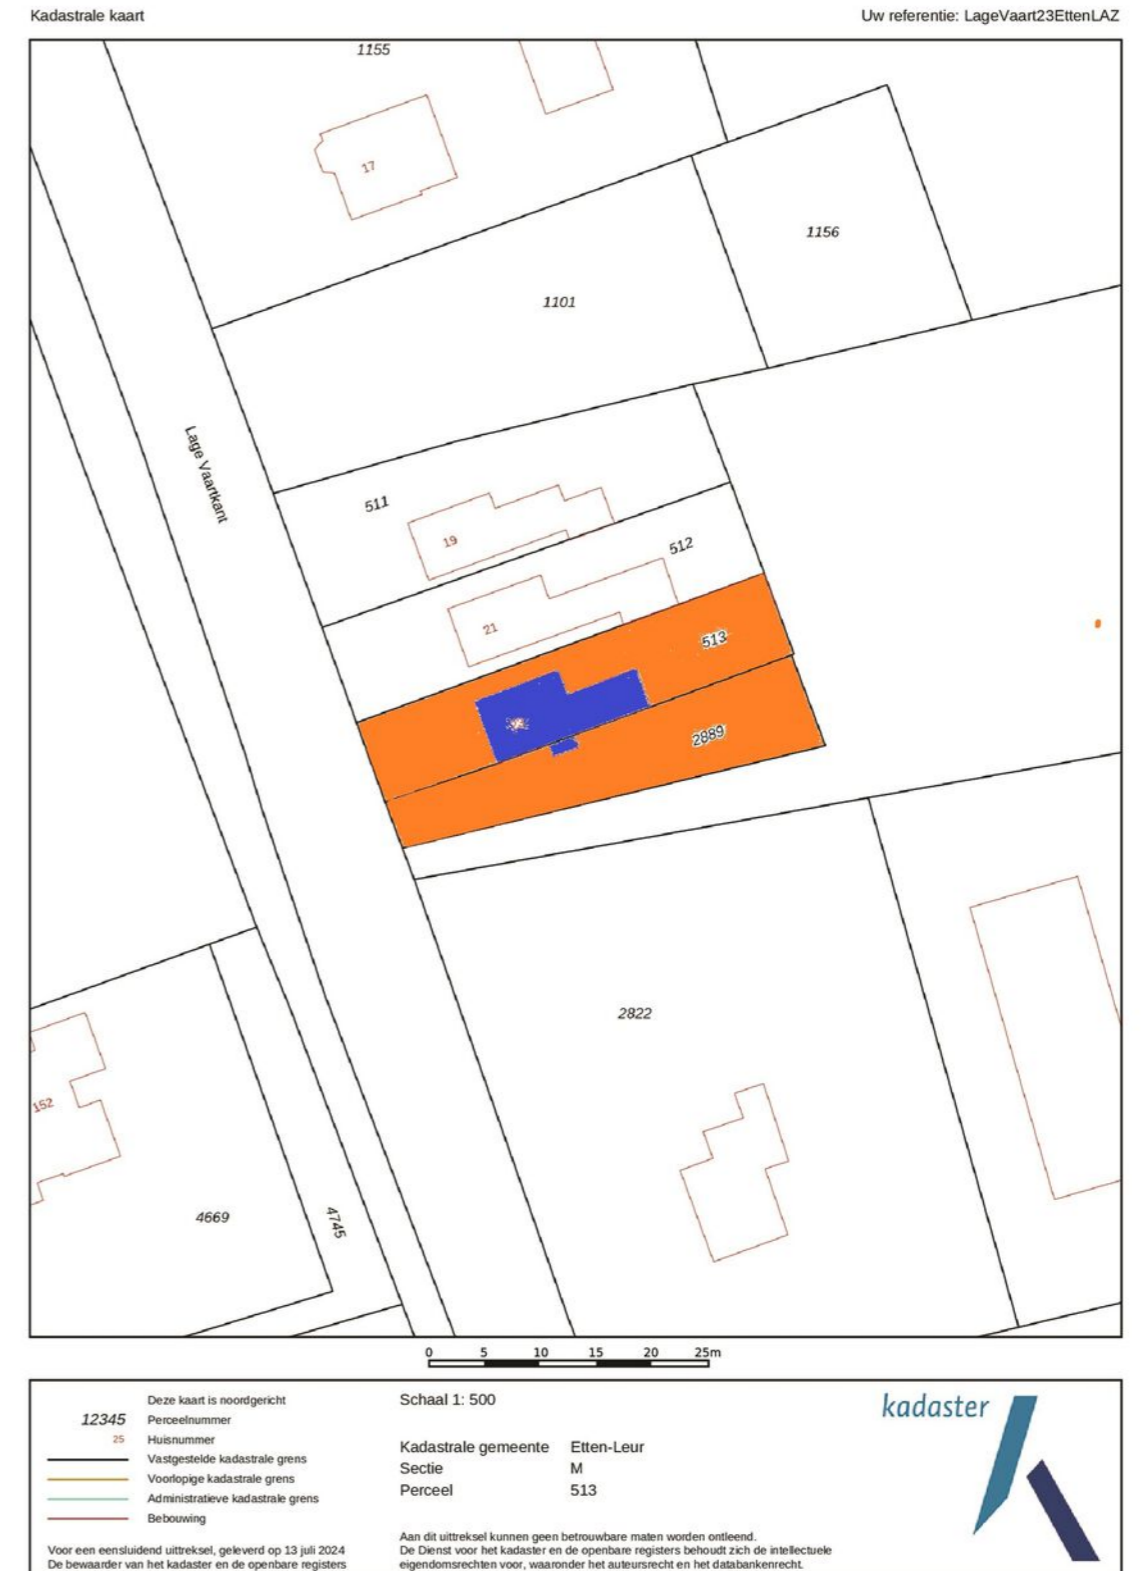 Kadastrale kaart
Uw referentie: LageVaart23EttenLAZ
1155
17
1156
1101
Lage Vaartkant
511
19
512
21
513
2889
2822
152
4669
4745
0 5 10 15 20 25m
Deze kaart is noordgericht
12345 Perceelnummer
25 Huisnummer
Vastgestelde kadastrale grens
Voorlopige kadastrale grens
Administratieve kadastrale grens
Bebouwing
Voor een eensluidend uittreksel, geleverd op 13 juli 2024
De bewaarder van het kadaster en de openbare registers
Schaal 1: 500
Kadastrale gemeente Etten-Leur
Sectie M
Perceel 513
Aan dit uittreksel kunnen geen betrouwbare maten worden ontleend.
De Dienst voor het kadaster en de openbare registers behoudt zich de intellectuele
eigendomsrechten voor, waaronder het auteursrecht en het databankenrecht.
kadaster